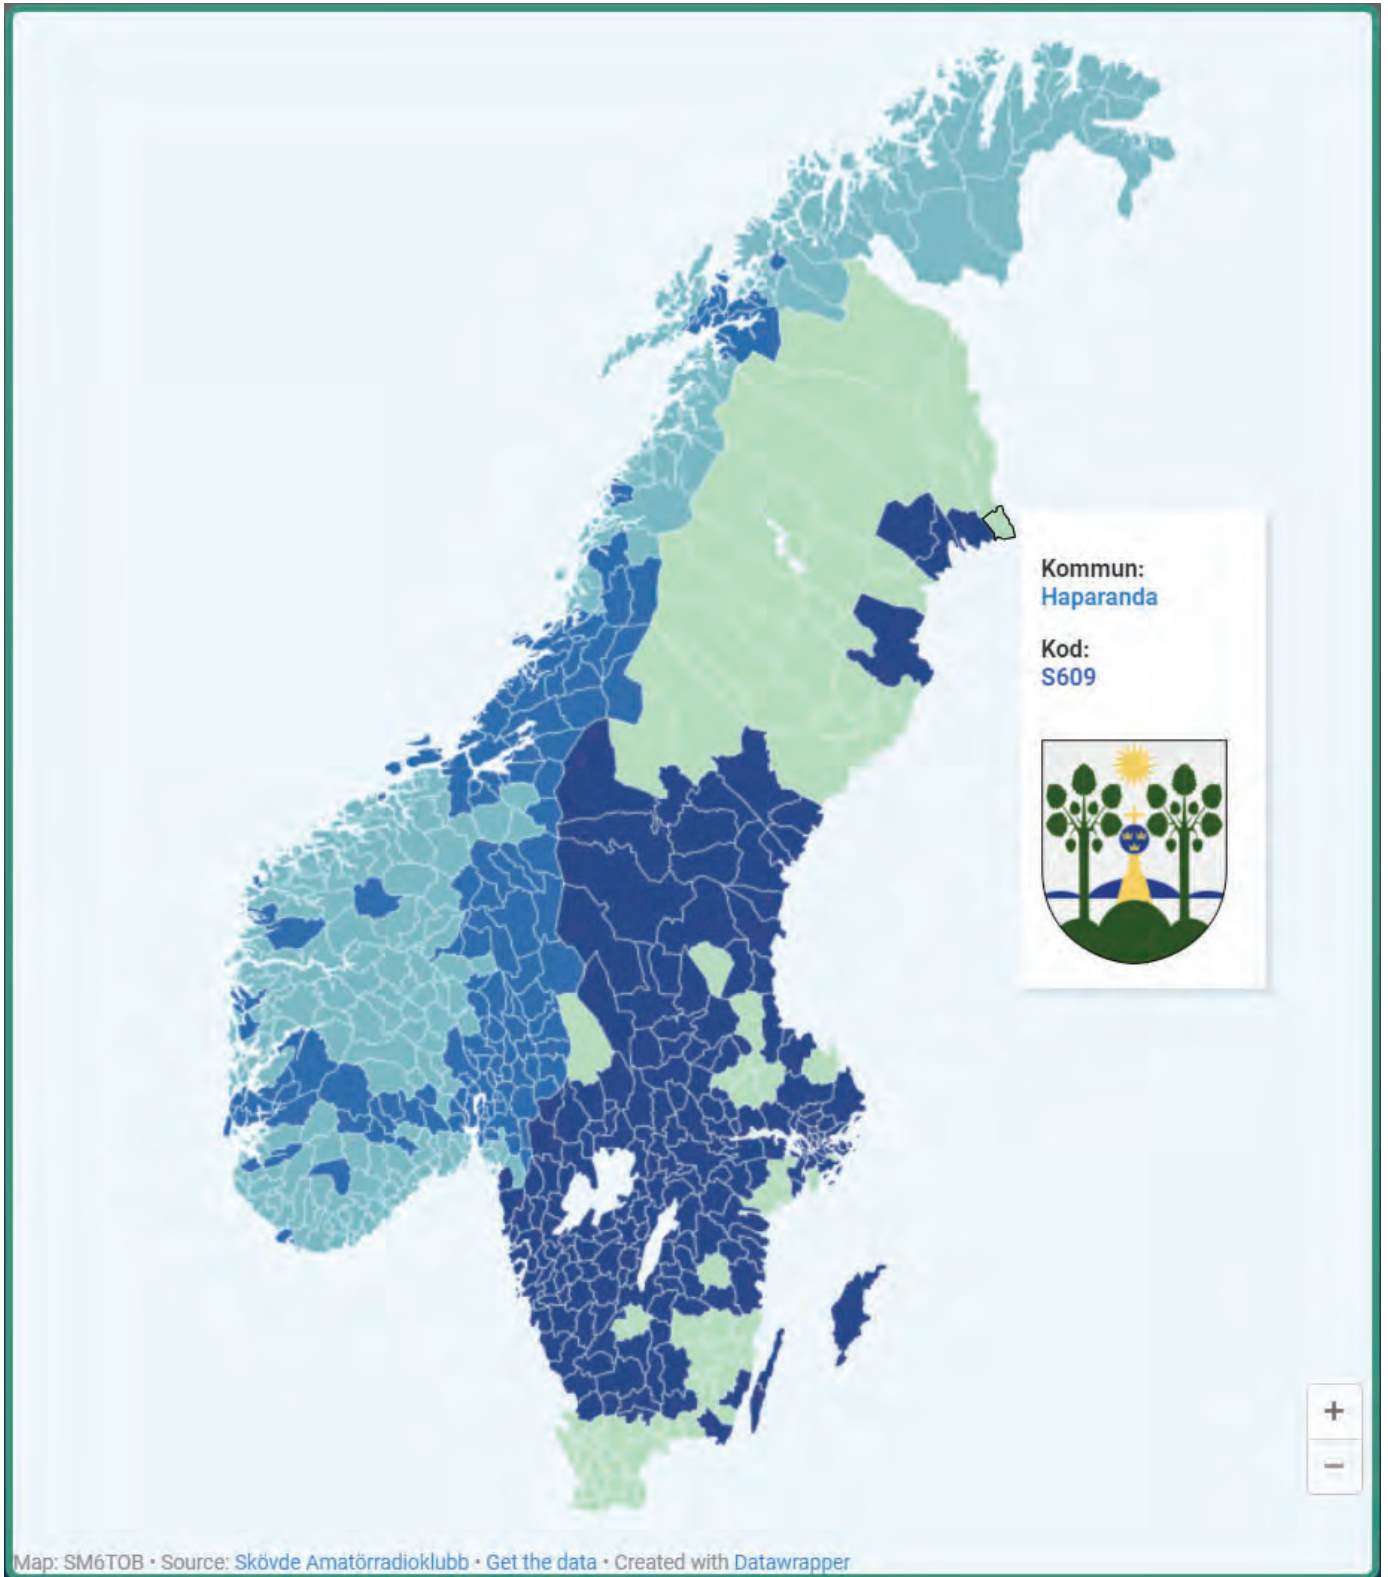 Kommun:
Haparanda
Kod:
S609
+
−
Map: SM6TOB • Source: Skövde Amatörradioklubb • Get the data • Created with Datawrapper